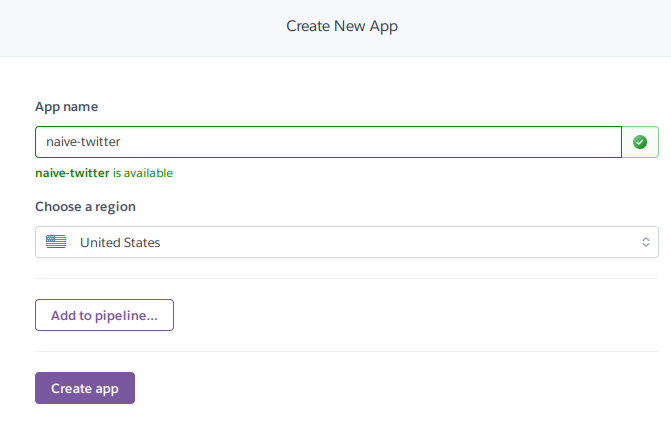 Create New App
App name
naive-twitter
naive-twitter is available
Choose a region
United States
Add to pipeline...
Create app